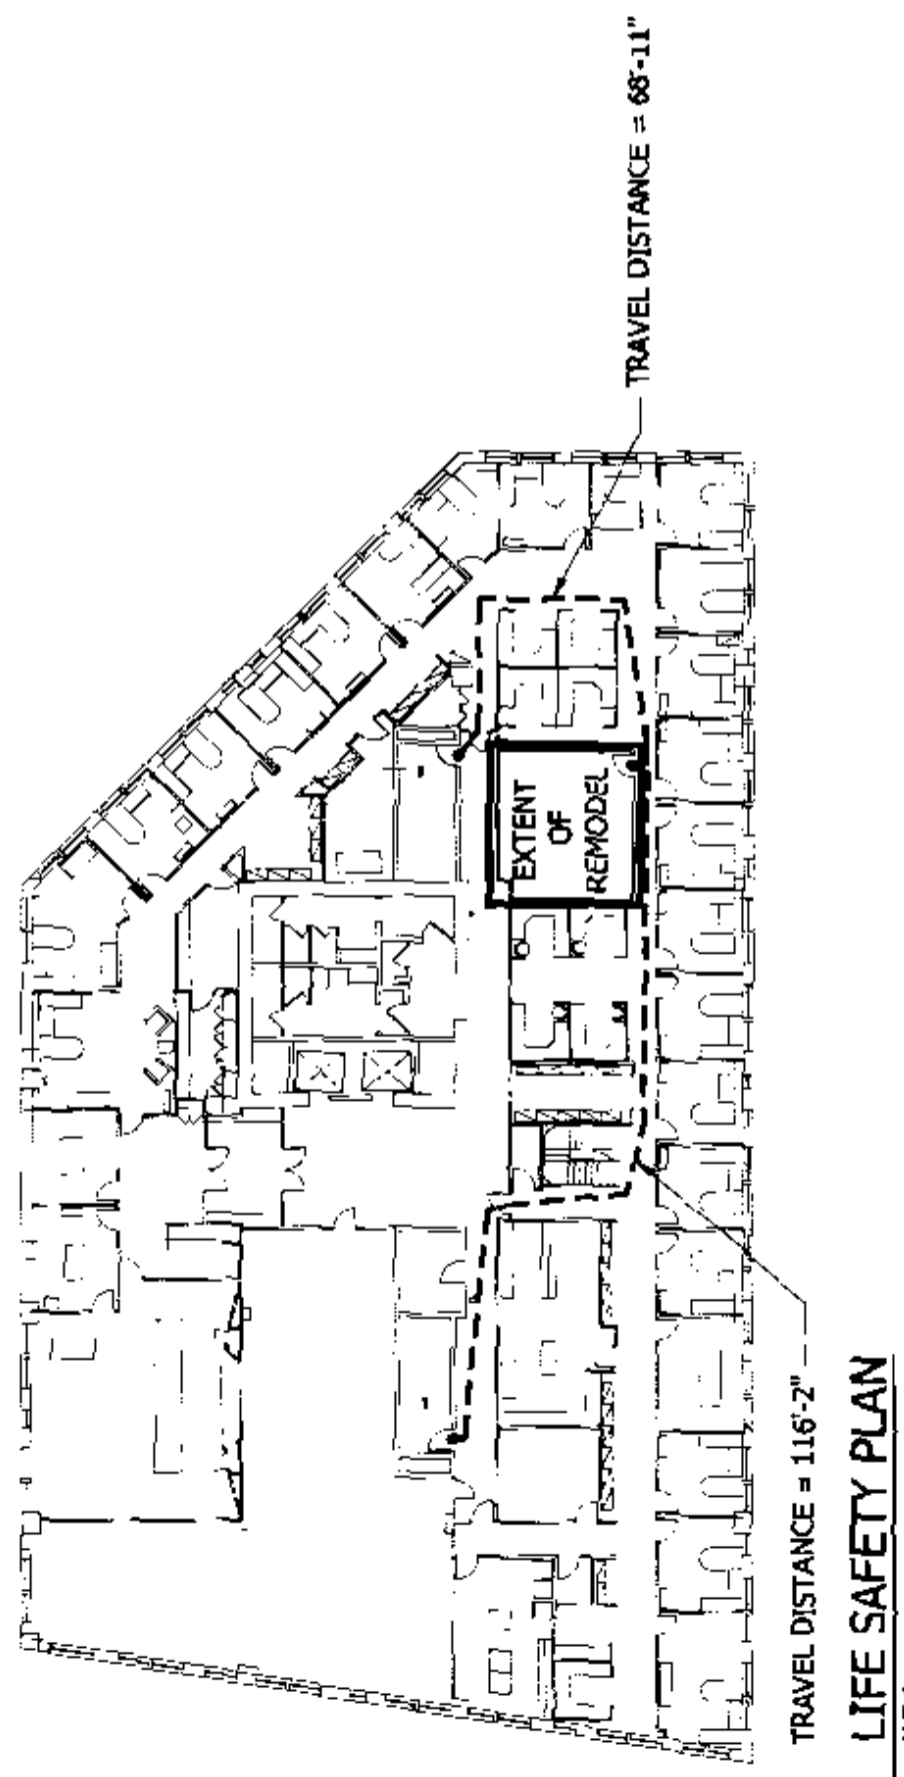 TRAVEL DISTANCE = 68'-11"
EXTENT
OF
REMODEL
TRAVEL DISTANCE = 116'-2"
LIFE SAFETY PLAN